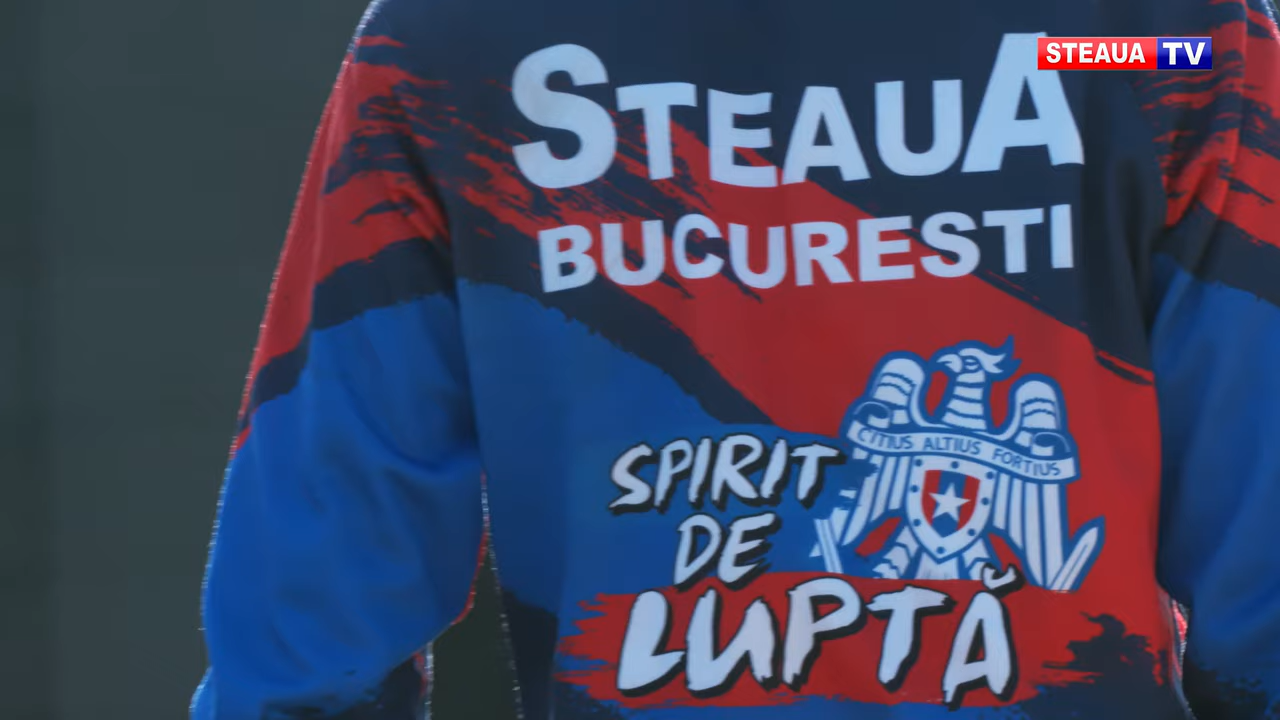 STEAUA TV
STEAUA
BUCURESTI
CITIUS ALTIUS FORTIUS
SPIRIT
DE
LUPTĂ